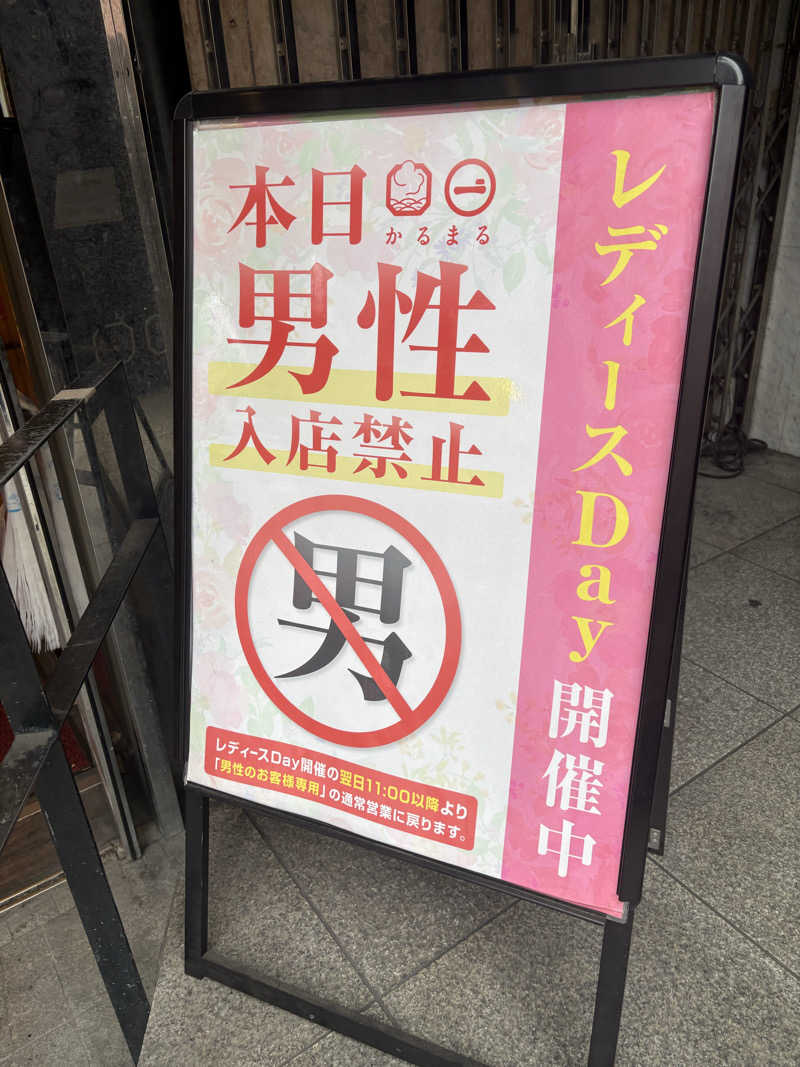 本日
かるまる
男性
入店禁止
男
レディースDay開催の翌日11:00以降より
「男性のお客様専用」の通常営業に戻ります。
レディースDay開催中